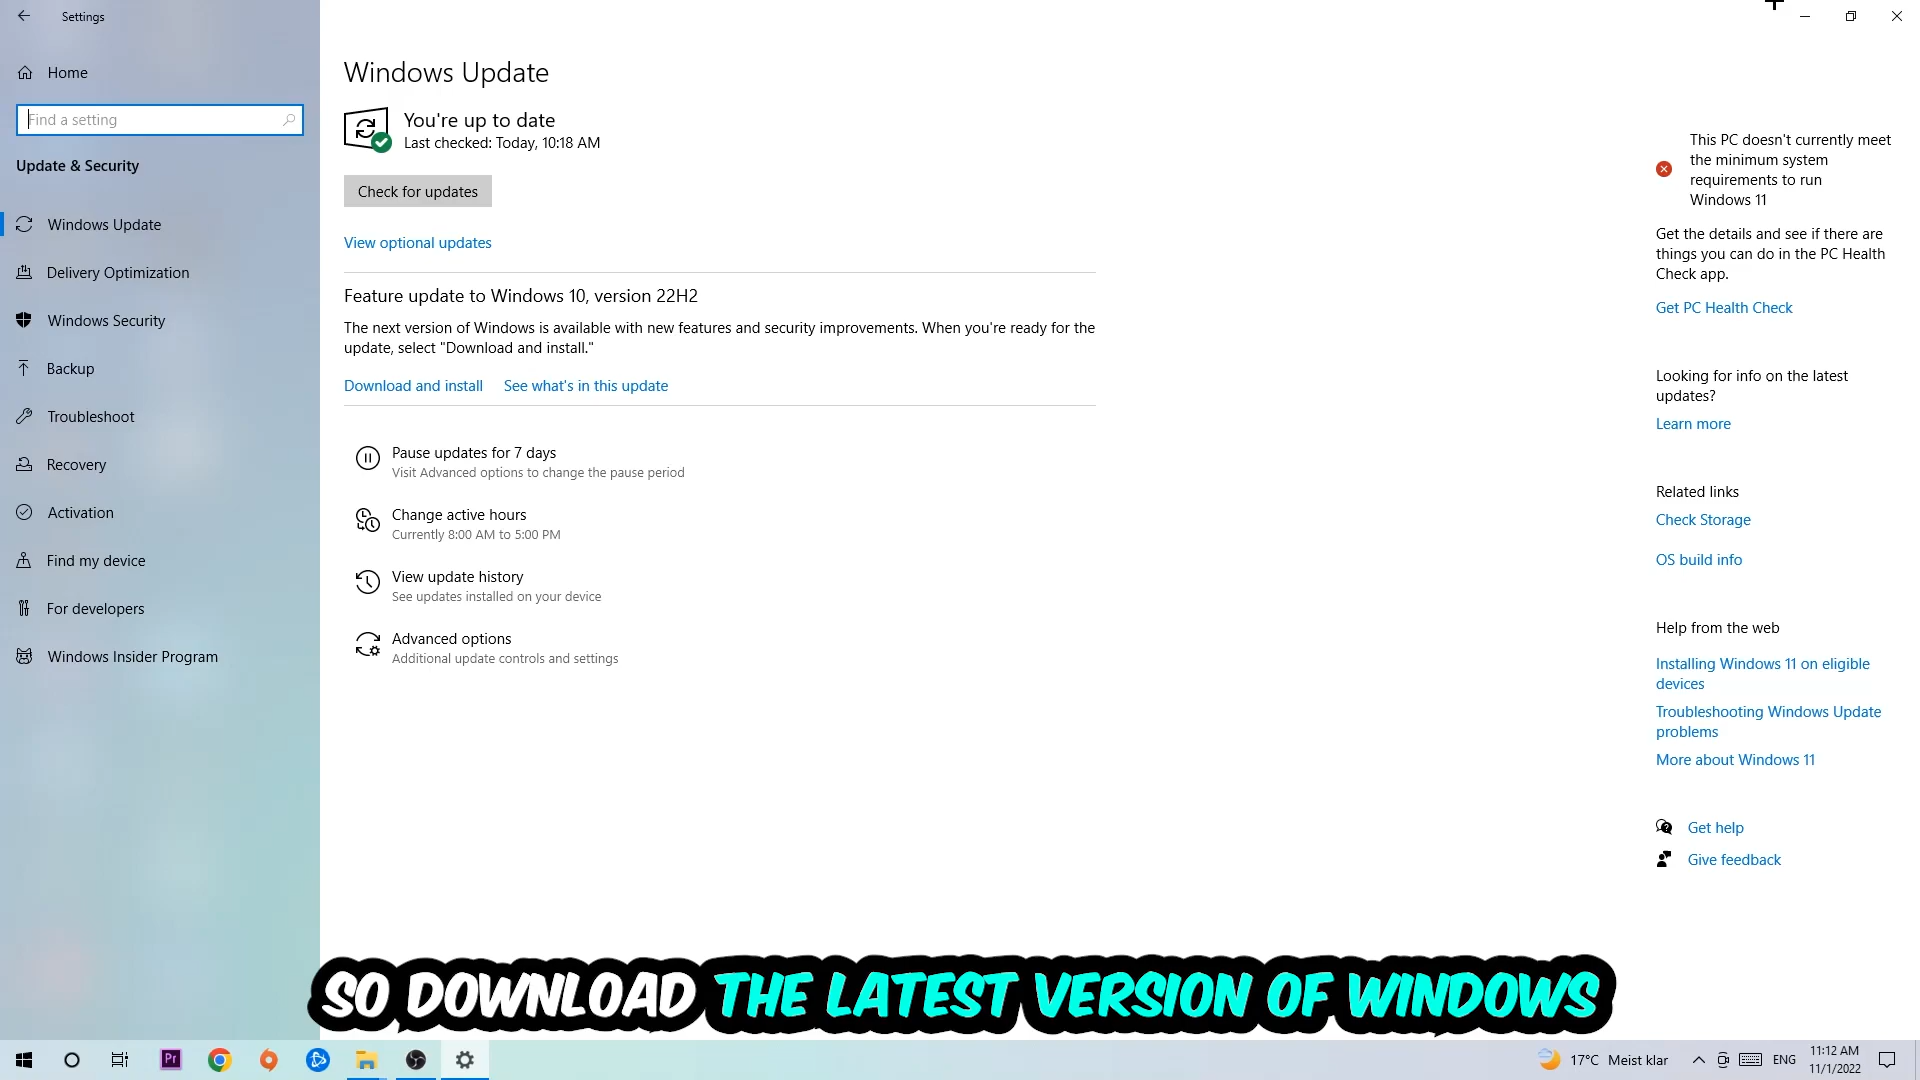 Settings
Home
Find a setting
Update & Security
Windows Update
Delivery Optimization
Windows Security
Backup
Troubleshoot
Recovery
Activation
Find my device
For developers
Windows Insider Program
Windows Update
You're up to date
Last checked: Today, 10:18 AM
Check for updates
View optional updates
Feature update to Windows 10, version 22H2
The next version of Windows is available with new features and security improvements. When you're ready for the
update, select "Download and install."
Download and install See what's in this update
Pause updates for 7 days
Visit Advanced options to change the pause period
Change active hours
Currently 8:00 AM to 5:00 PM
View update history
See updates installed on your device
Advanced options
Additional update controls and settings
This PC doesn't currently meet
the minimum system
requirements to run
Windows 11
Get the details and see if there are
things you can do in the PC Health
Check app.
Get PC Health Check
Looking for info on the latest
updates?
Learn more
Related links
Check Storage
OS build info
Help from the web
Installing Windows 11 on eligible
devices
Troubleshooting Windows Update
problems
More about Windows 11
Get help
Give feedback
SO DOWNLOAD THE LATEST VERSION OF WINDOWS
Pr
17°C Meist klar
ENG
11:12 AM
11/1/2022